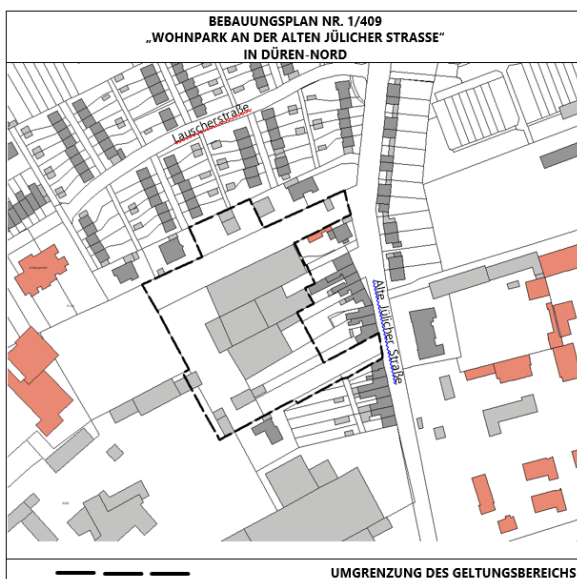 BEBAUUNGSPLAN NR. 1/409
„WOHNPARK AN DER ALTEN JÜLICHER STRASSE“
IN DÜREN-NORD
Lauscherstraße
Alte Jülicher Straße
UMGRENZUNG DES GELTUNGSBEREICHS